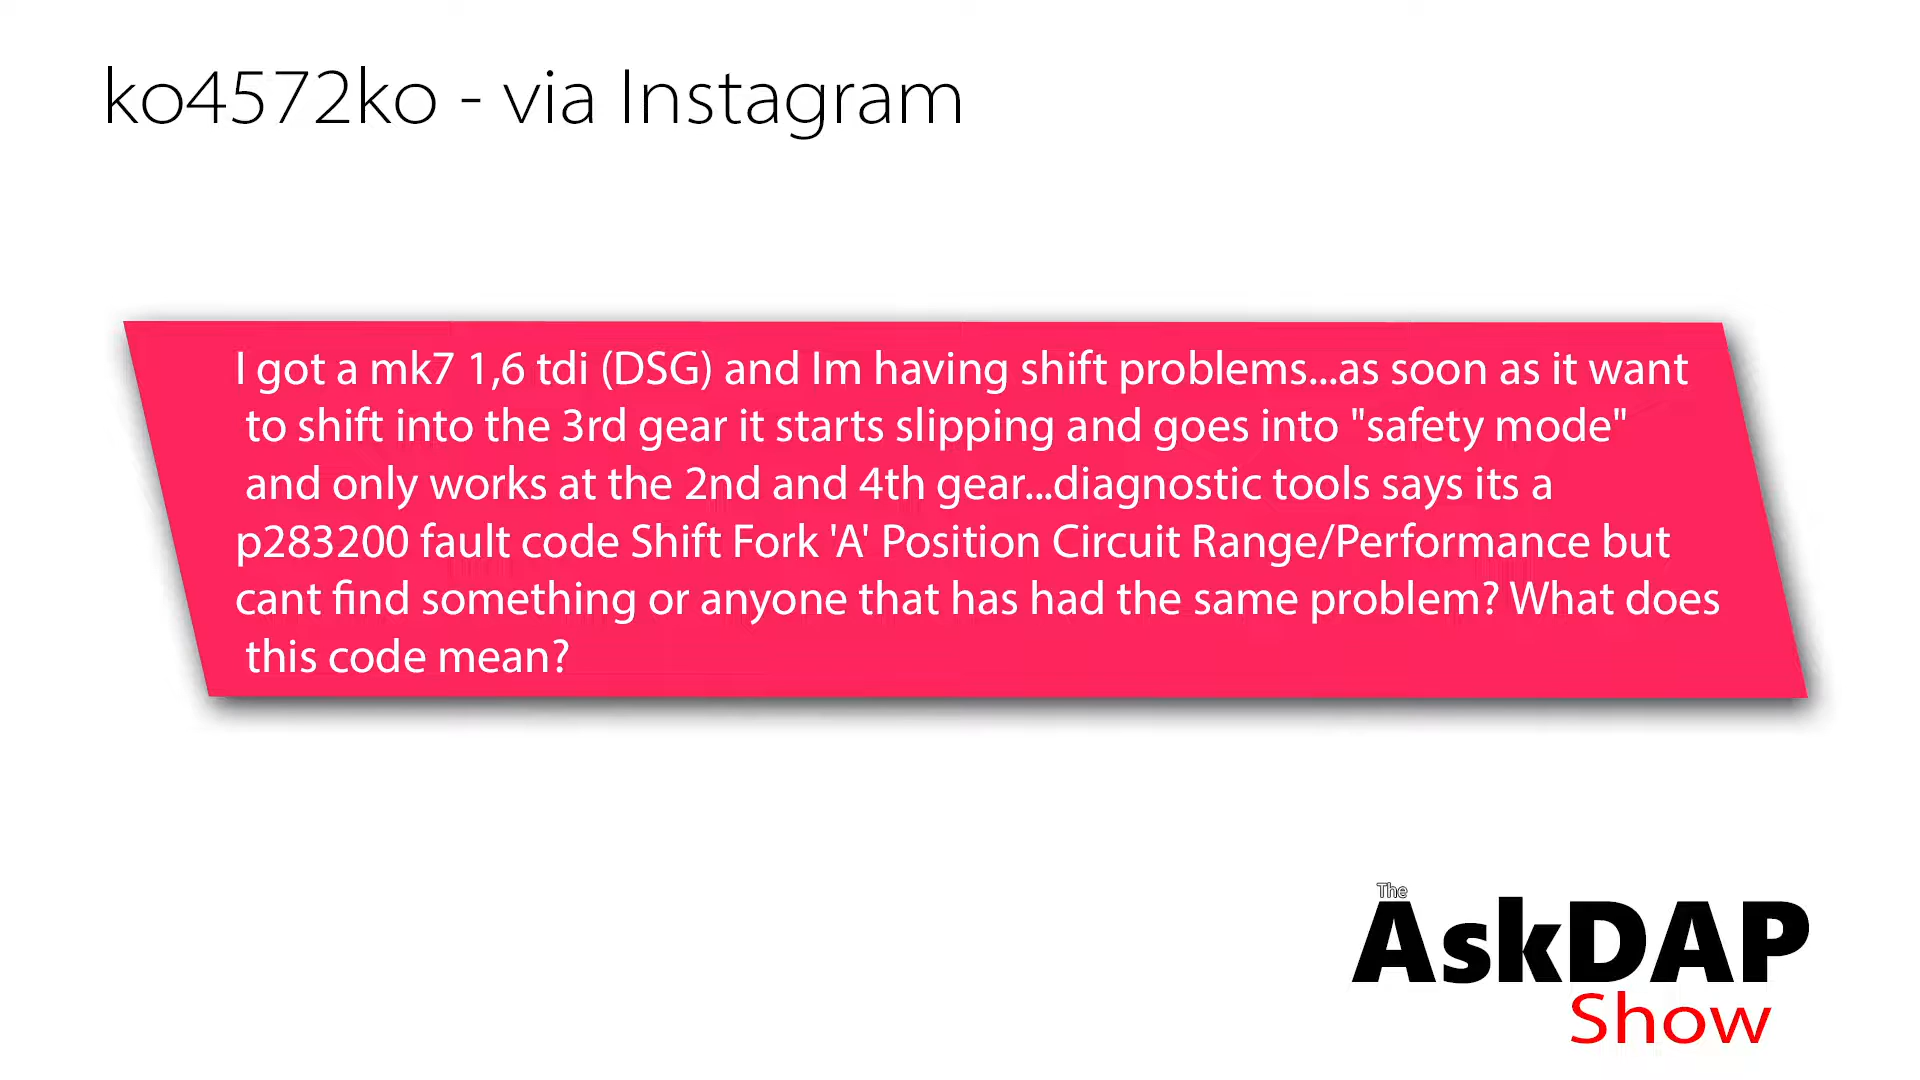 ko4572ko - via Instagram
I got a mk7 1,6 tdi (DSG) and Im having shift problems...as soon as it want
to shift into the 3rd gear it starts slipping and goes into "safety mode"
and only works at the 2nd and 4th gear...diagnostic tools says its a
p283200 fault code Shift Fork 'A' Position Circuit Range/Performance but
cant find something or anyone that has had the same problem? What does
this code mean?
The
AskDAP
Show